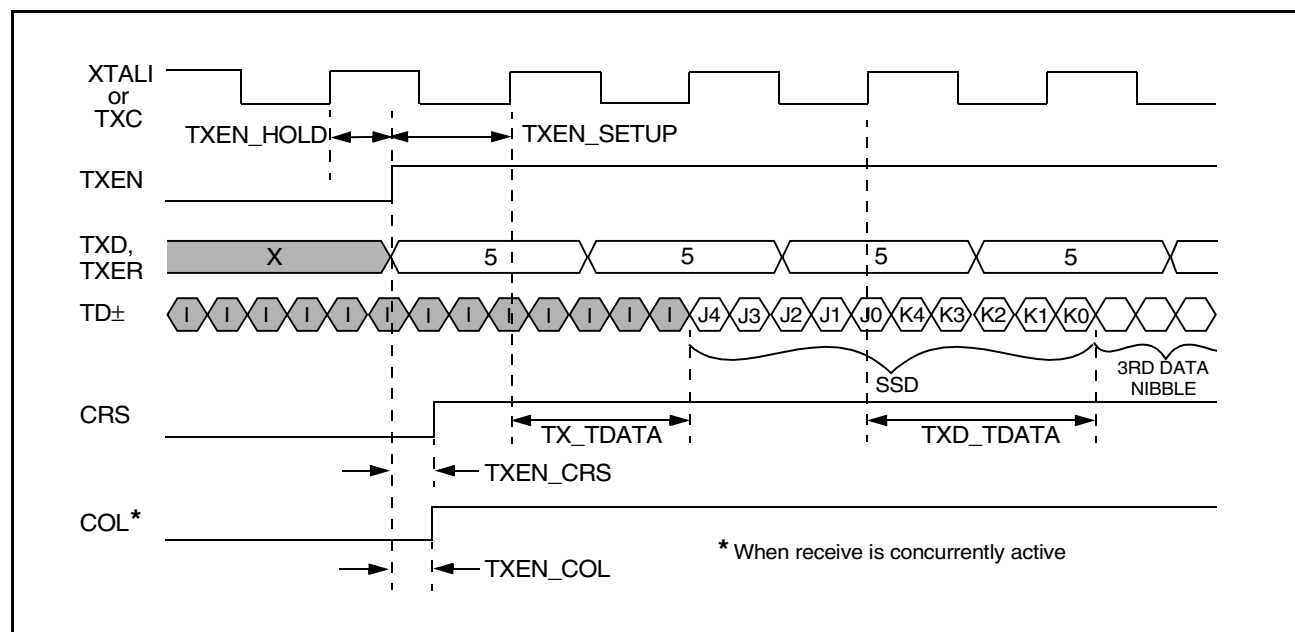 XTALI
or
TXC
TXEN_HOLD
TXEN_SETUP
TXEN
TXD,
TXER
X 5 5 5 5
TD±
I I I I I I I I I I I I I J4 J3 J2 J1 J0 K4 K3 K2 K1 K0
SSD
3RD DATA
NIBBLE
CRS
TX_TDATA
TXD_TDATA
TXEN_CRS
COL*
* When receive is concurrently active
TXEN_COL